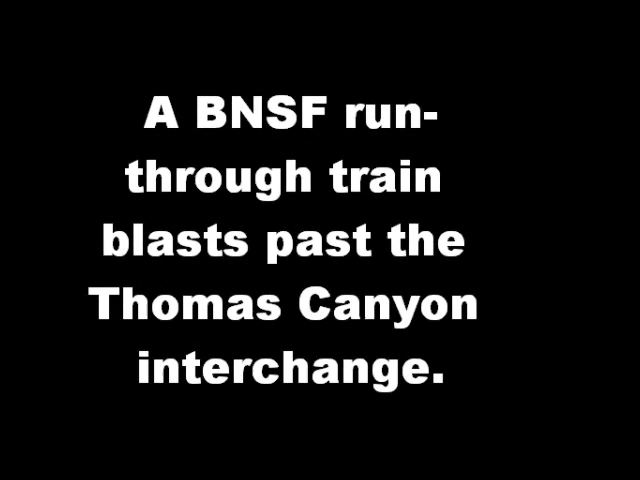 A BNSF run-
through train
blasts past the
Thomas Canyon
interchange.